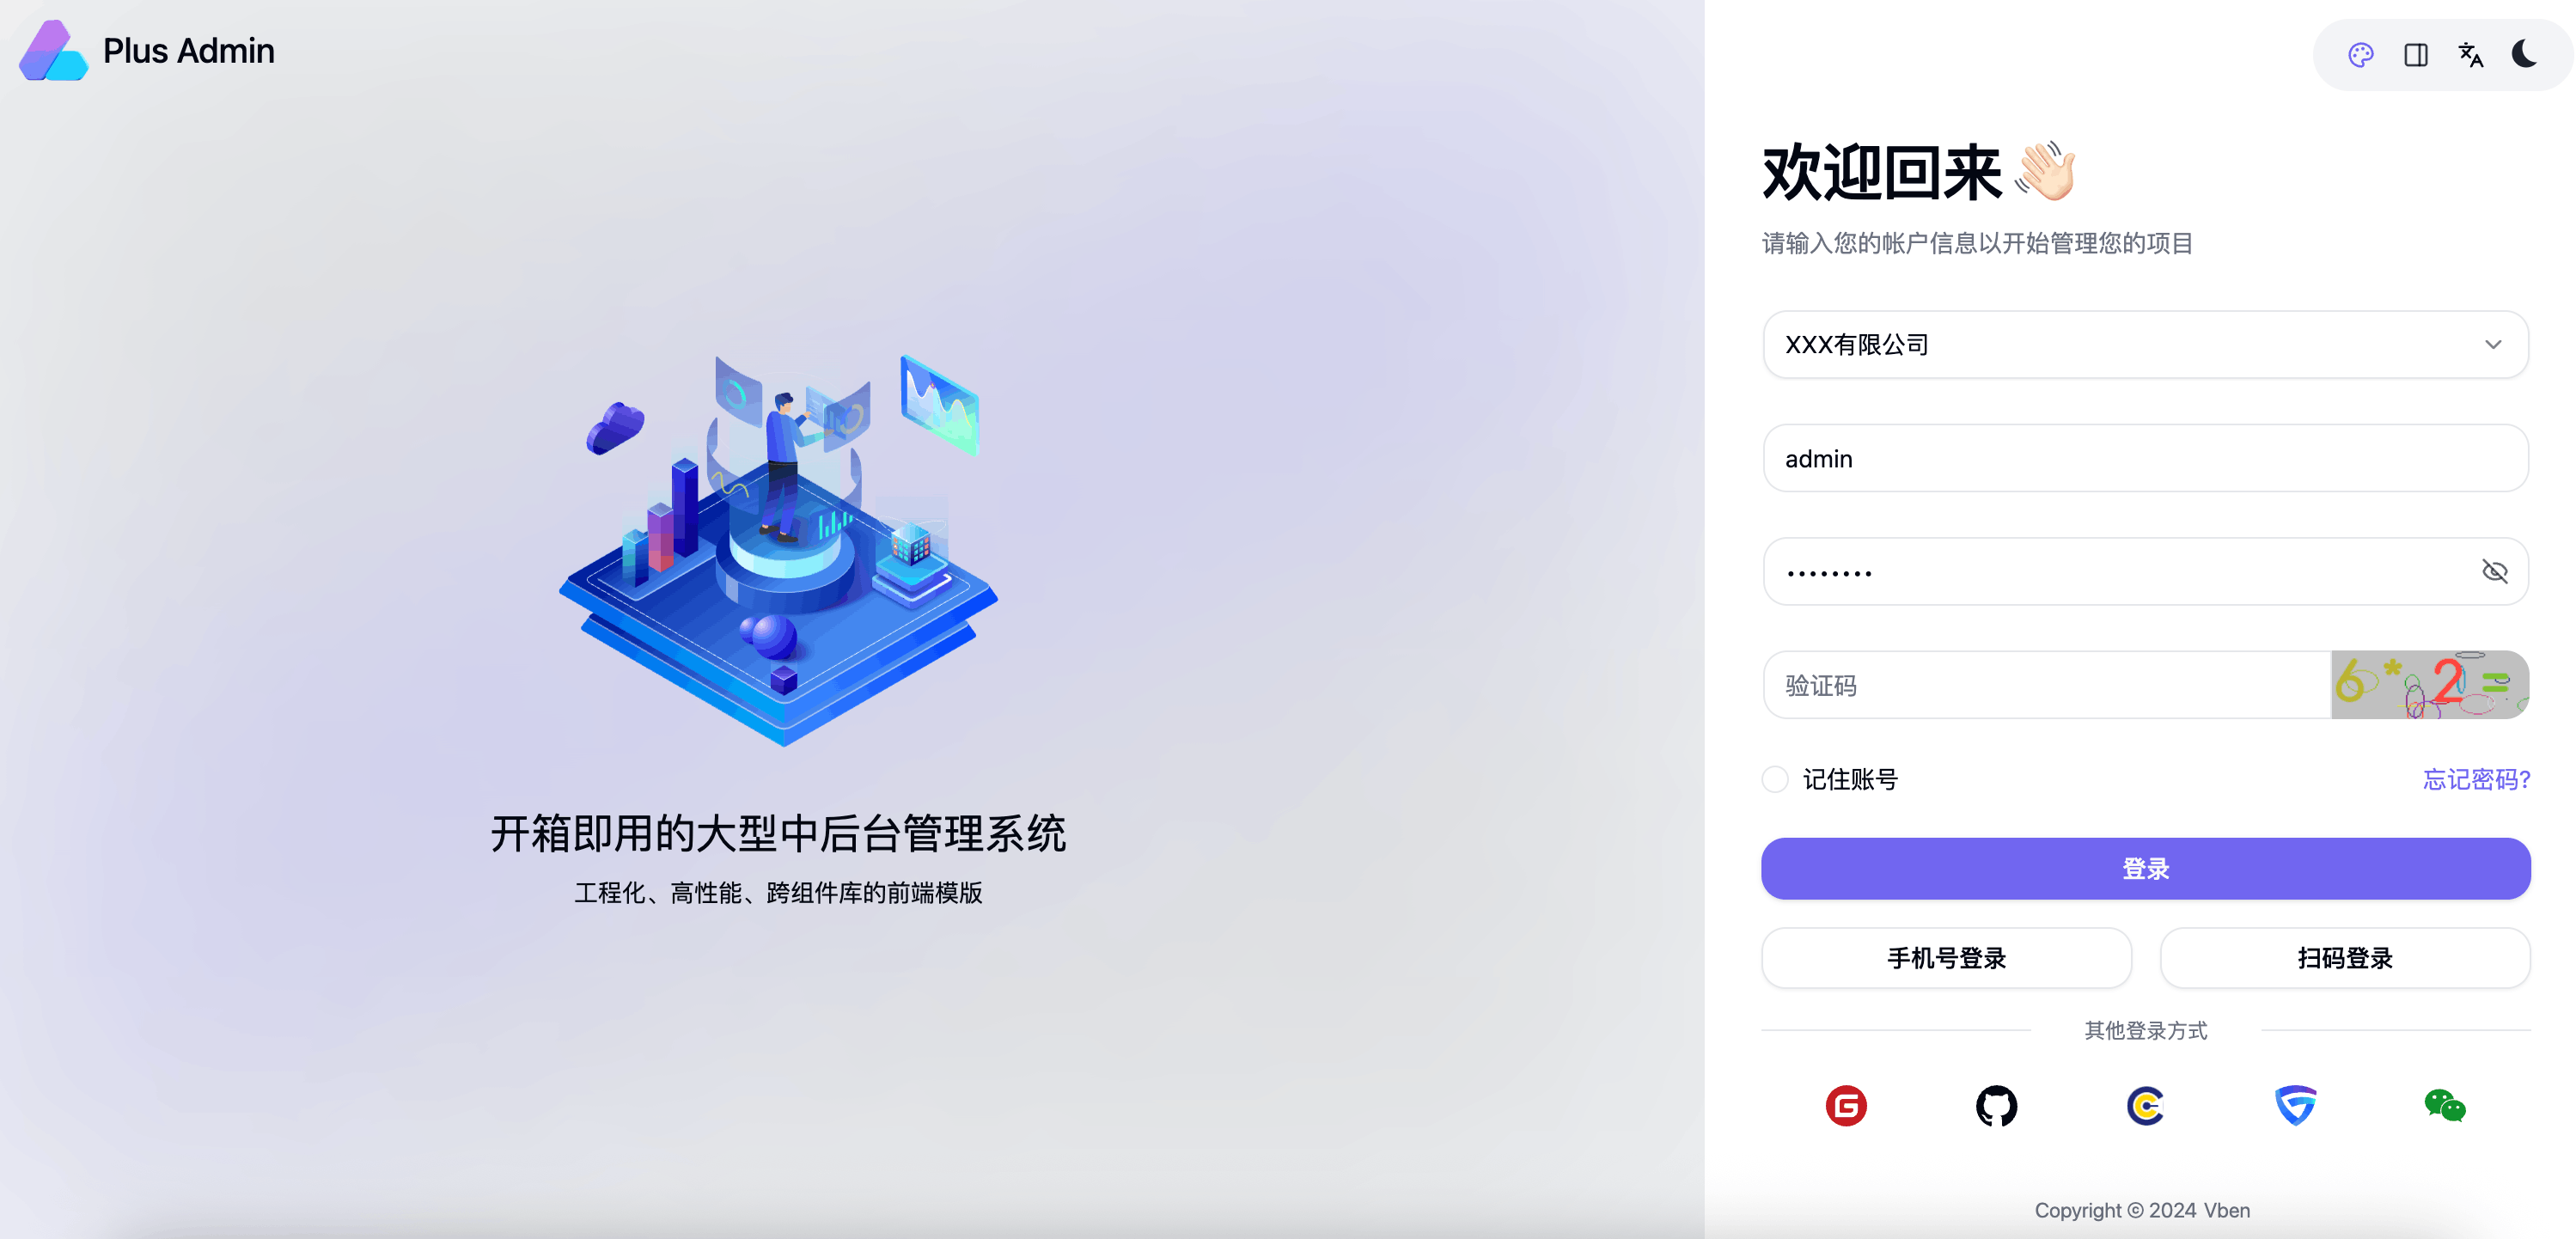 Plus Admin
开箱即用的大型中后台管理系统
工程化、高性能、跨组件库的前端模版
欢迎回来 👋🏻
请输入您的帐户信息以开始管理您的项目
XXX有限公司
admin
••••••••
验证码
6 * 2 =
记住账号
忘记密码?
登录
手机号登录
扫码登录
其他登录方式
Copyright © 2024 Vben